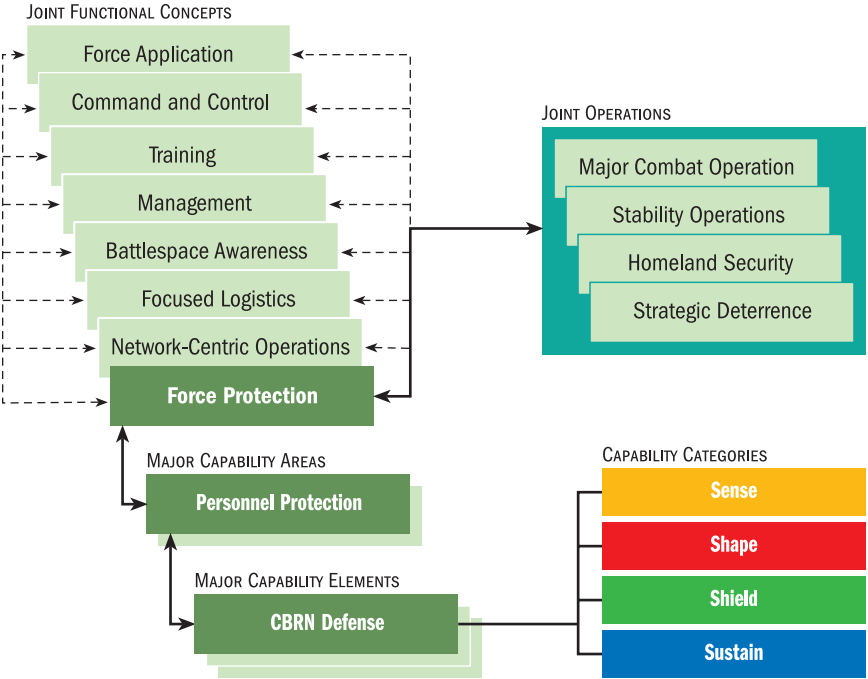 JOINT FUNCTIONAL CONCEPTS
Force Application
Command and Control
Training
Management
Battlespace Awareness
Focused Logistics
Network-Centric Operations
Force Protection
JOINT OPERATIONS
Major Combat Operation
Stability Operations
Homeland Security
Strategic Deterrence
MAJOR CAPABILITY AREAS
Personnel Protection
MAJOR CAPABILITY ELEMENTS
CBRN Defense
CAPABILITY CATEGORIES
Sense
Shape
Shield
Sustain